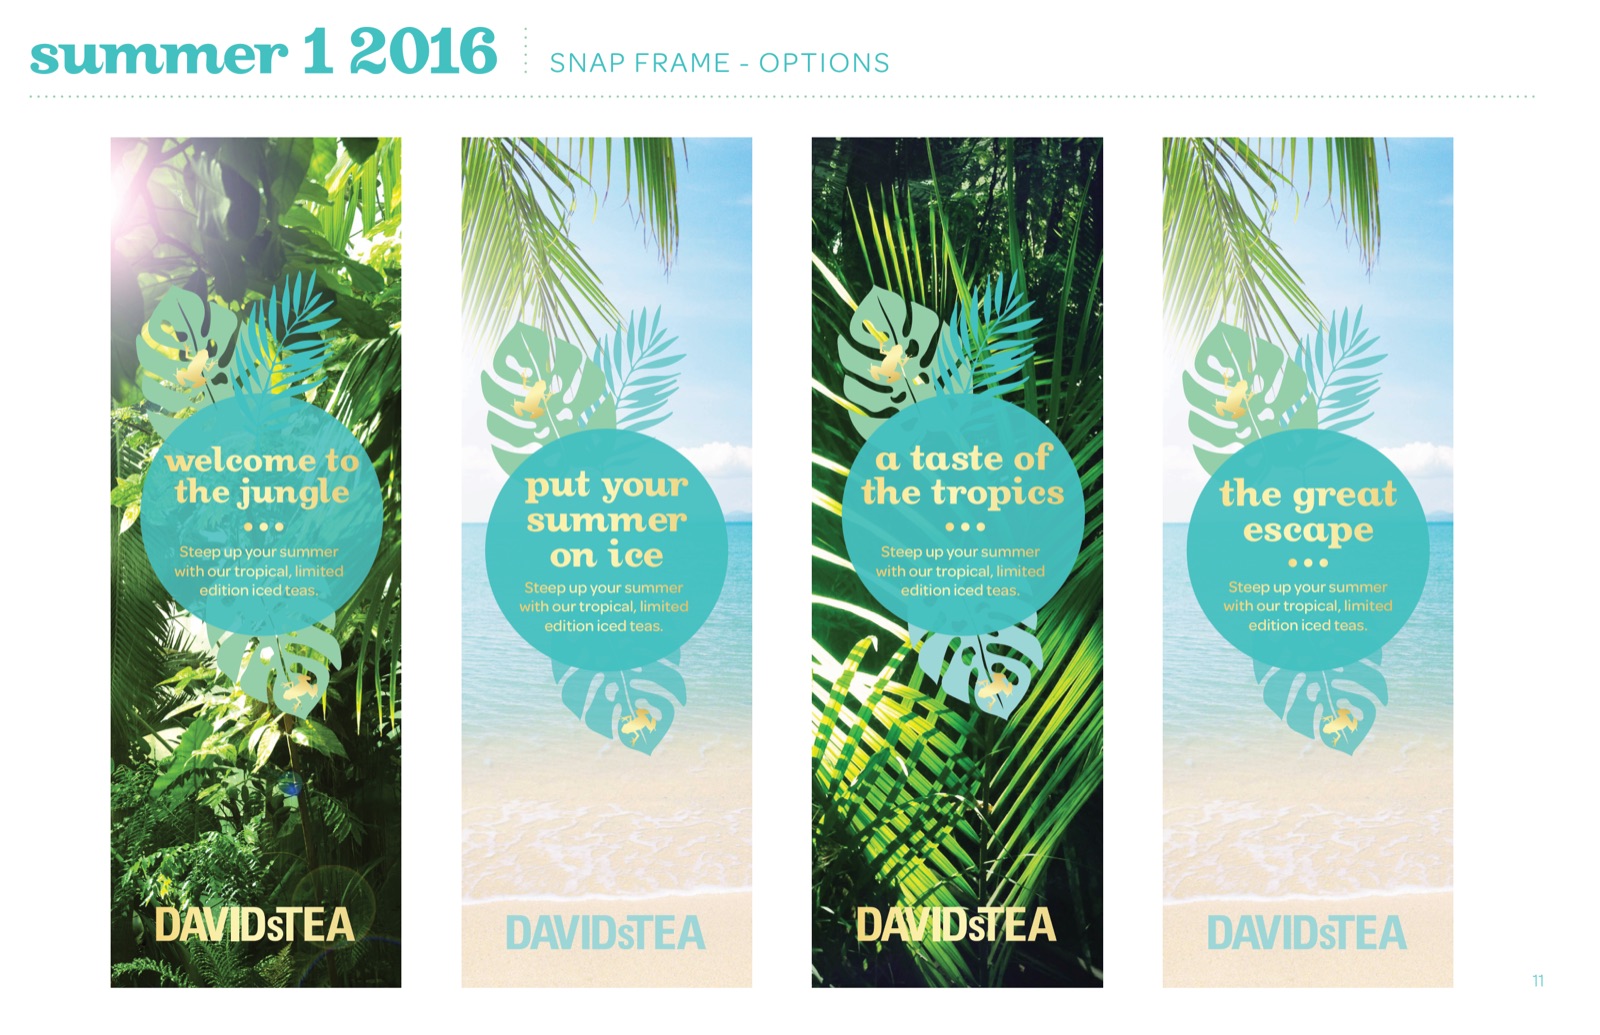 summer 1 2016
SNAP FRAME - OPTIONS
welcome to
the jungle
•••
Steep up your summer
with our tropical, limited
edition iced teas.
DAVIDsTEA
put your
summer
on ice
Steep up your summer
with our tropical, limited
edition iced teas.
DAVIDsTEA
a taste of
the tropics
•••
Steep up your summer
with our tropical, limited
edition iced teas.
DAVIDsTEA
the great
escape
•••
Steep up your summer
with our tropical, limited
edition iced teas.
DAVIDsTEA
11